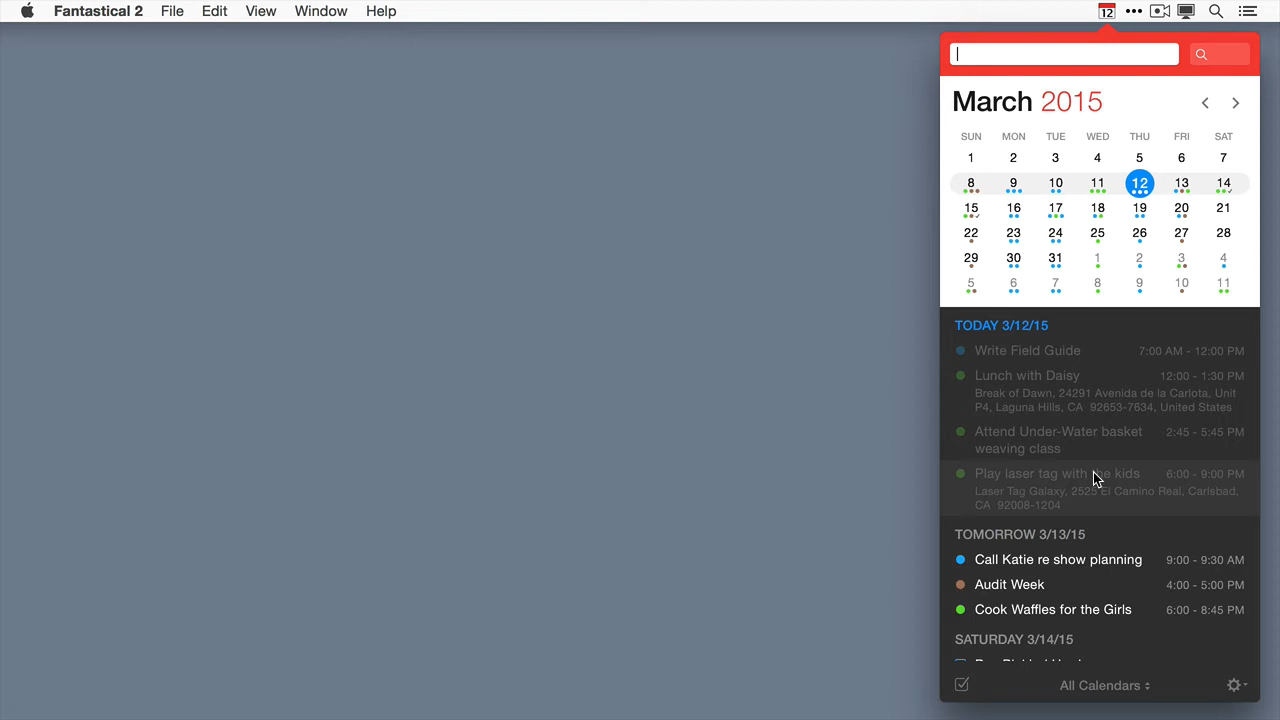 Fantastical 2 File Edit View Window Help 12
March 2015
SUN MON TUE WED THU FRI SAT
1 2 3 4 5 6 7
8 9 10 11 12 13 14
15 16 17 18 19 20 21
22 23 24 25 26 27 28
29 30 31 1 2 3 4
5 6 7 8 9 10 11
TODAY 3/12/15
Write Field Guide 7:00 AM - 12:00 PM
Lunch with Daisy 12:00 - 1:30 PM
Break of Dawn, 24291 Avenida de la Carlota, Unit
P4, Laguna Hills, CA 92653-7634, United States
Attend Under-Water basket 2:45 - 5:45 PM
weaving class
Play laser tag with the kids 6:00 - 9:00 PM
Laser Tag Galaxy, 2525 El Camino Real, Carlsbad,
CA 92008-1204
TOMORROW 3/13/15
Call Katie re show planning 9:00 - 9:30 AM
Audit Week 4:00 - 5:00 PM
Cook Waffles for the Girls 6:00 - 8:45 PM
SATURDAY 3/14/15
All Calendars